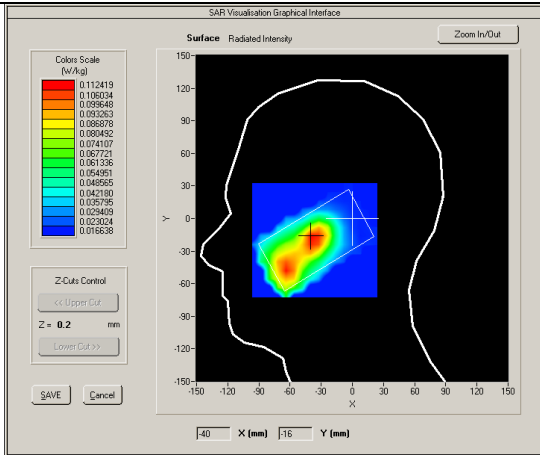 SAR Visualisation Graphical Interface
Surface Radiated Intensity
Zoom In/Out
Colors Scale
(W/kg)
0.112419
0.106034
0.099648
0.093263
0.086878
0.080492
0.074107
0.067721
0.061336
0.054951
0.048565
0.042180
0.035795
0.029409
0.023024
0.016638
Z-Cuts Control
<< Upper Cut
Z = 0.2 mm
Lower Cut >>
SAVE Cancel
150-
120-
90-
60-
30-
Y 0-
-30-
-60-
-90-
-120-
-150-
-150 -120 -90 -60 -30 0 30 60 90 120 150
X
-40 X (mm) -16 Y (mm)